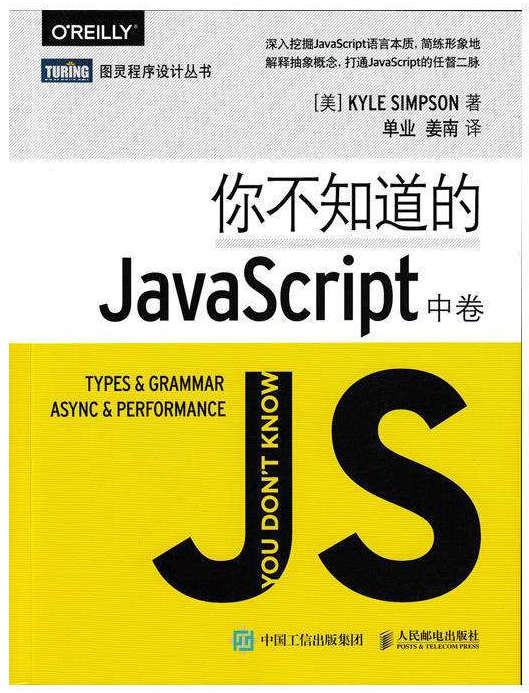 O'REILLY®
TURING 图灵程序设计丛书
深入挖掘JavaScript语言本质，简练形象地
解释抽象概念，打通JavaScript的任督二脉
[美] KYLE SIMPSON 著
单业 姜南 译
你不知道的
JavaScript 中卷
TYPES & GRAMMAR
ASYNC & PERFORMANCE
JS
YOU DON'T KNOW
中国工信出版集团
人民邮电出版社
POSTS & TELECOM PRESS